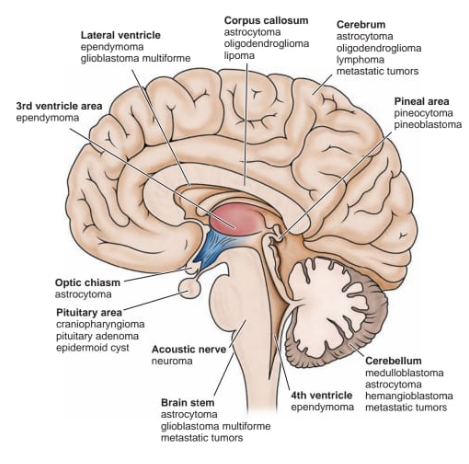 Corpus callosum
astrocytoma
oligodendroglioma
lipoma
Cerebrum
astrocytoma
oligodendroglioma
lymphoma
metastatic tumors
Lateral ventricle
ependymoma
glioblastoma multiforme
3rd ventricle area
ependymoma
Pineal area
pineocytoma
pineoblastoma
Optic chiasm
astrocytoma
Pituitary area
craniopharyngioma
pituitary adenoma
epidermoid cyst
Acoustic nerve
neuroma
Brain stem
astrocytoma
glioblastoma multiforme
metastatic tumors
4th ventricle
ependymoma
Cerebellum
medulloblastoma
astrocytoma
hemangioblastoma
metastatic tumors